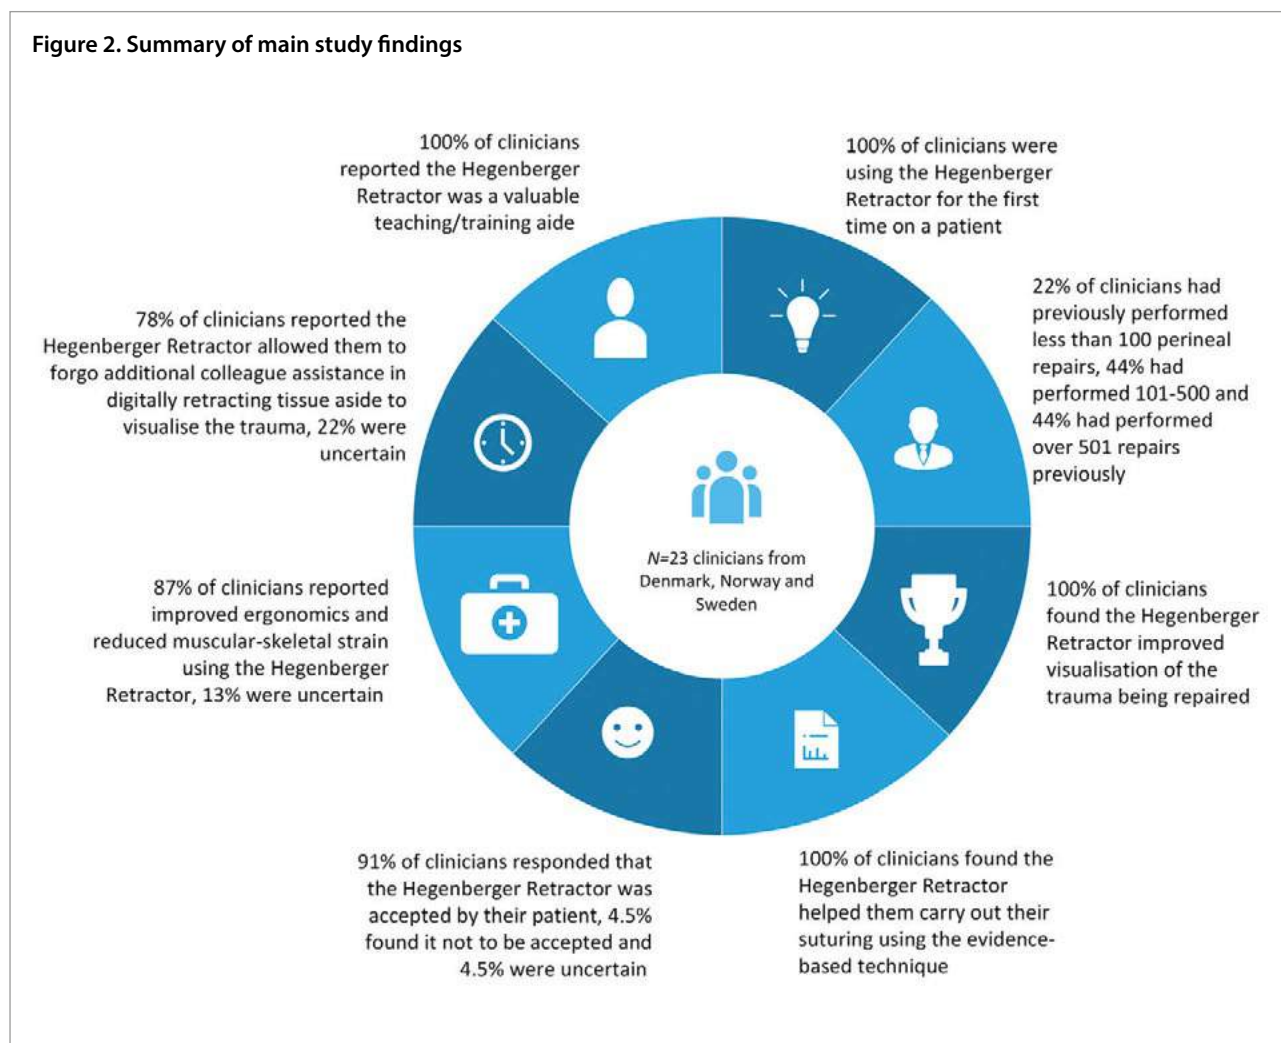 Figure 2. Summary of main study findings
100% of clinicians
reported the Hegenberger
Retractor was a valuable
teaching/training aide
100% of clinicians were
using the Hegenberger
Retractor for the first
time on a patient
78% of clinicians reported the
Hegenberger Retractor allowed them to
forgo additional colleague assistance in
digitally retracting tissue aside to
visualise the trauma, 22% were
uncertain
22% of clinicians had
previously performed
less than 100 perineal
repairs, 44% had
performed 101-500 and
44% had performed
over 501 repairs
previously
N=23 clinicians from
Denmark, Norway and
Sweden
87% of clinicians reported
improved ergonomics and
reduced muscular-skeletal strain
using the Hegenberger
Retractor, 13% were uncertain
100% of clinicians
found the Hegenberger
Retractor improved
visualisation of the
trauma being repaired
91% of clinicians responded that
the Hegenberger Retractor was
accepted by their patient, 4.5%
found it not to be accepted and
4.5% were uncertain
100% of clinicians found the
Hegenberger Retractor
helped them carry out their
suturing using the evidence-
based technique